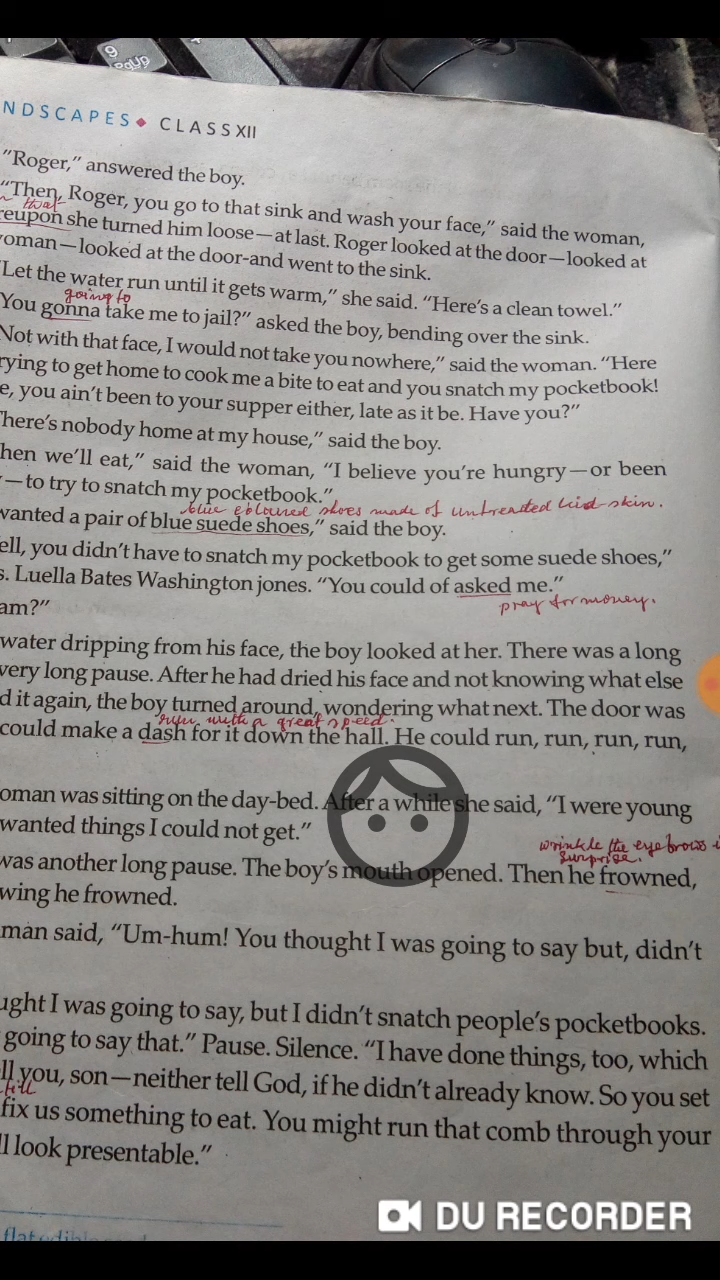 9
PgUp
NDSCAPES ◆ CLASS XII
"Roger," answered the boy.
"Then, Roger, you go to that sink and wash your face," said the woman,
that
reupon she turned him loose—at last. Roger looked at the door—looked at
oman—looked at the door-and went to the sink.
"Let the water run until it gets warm," she said. "Here's a clean towel."
going to
You gonna take me to jail?" asked the boy, bending over the sink.
Not with that face, I would not take you nowhere," said the woman. "Here
rying to get home to cook me a bite to eat and you snatch my pocketbook!
e, you ain't been to your supper either, late as it be. Have you?"
here's nobody home at my house," said the boy.
hen we'll eat," said the woman, "I believe you're hungry—or been
—to try to snatch my pocketbook."
blue coloured shoes made of untreated kid skin.
wanted a pair of blue suede shoes," said the boy.
ell, you didn't have to snatch my pocketbook to get some suede shoes,"
s. Luella Bates Washington jones. "You could of asked me."
pray for money.
am?"
water dripping from his face, the boy looked at her. There was a long
very long pause. After he had dried his face and not knowing what else
d it again, the boy turned around, wondering what next. The door was
run with a great speed.
could make a dash for it down the hall. He could run, run, run, run,
oman was sitting on the day-bed. After a while she said, "I were young
wanted things I could not get."
wrinkle the eyebrows i
surprise.
was another long pause. The boy's mouth opened. Then he frowned,
wing he frowned.
man said, "Um-hum! You thought I was going to say but, didn't
ught I was going to say, but I didn't snatch people's pocketbooks.
going to say that." Pause. Silence. "I have done things, too, which
ll you, son—neither tell God, if he didn't already know. So you set
till
fix us something to eat. You might run that comb through your
ll look presentable."
DU RECORDER